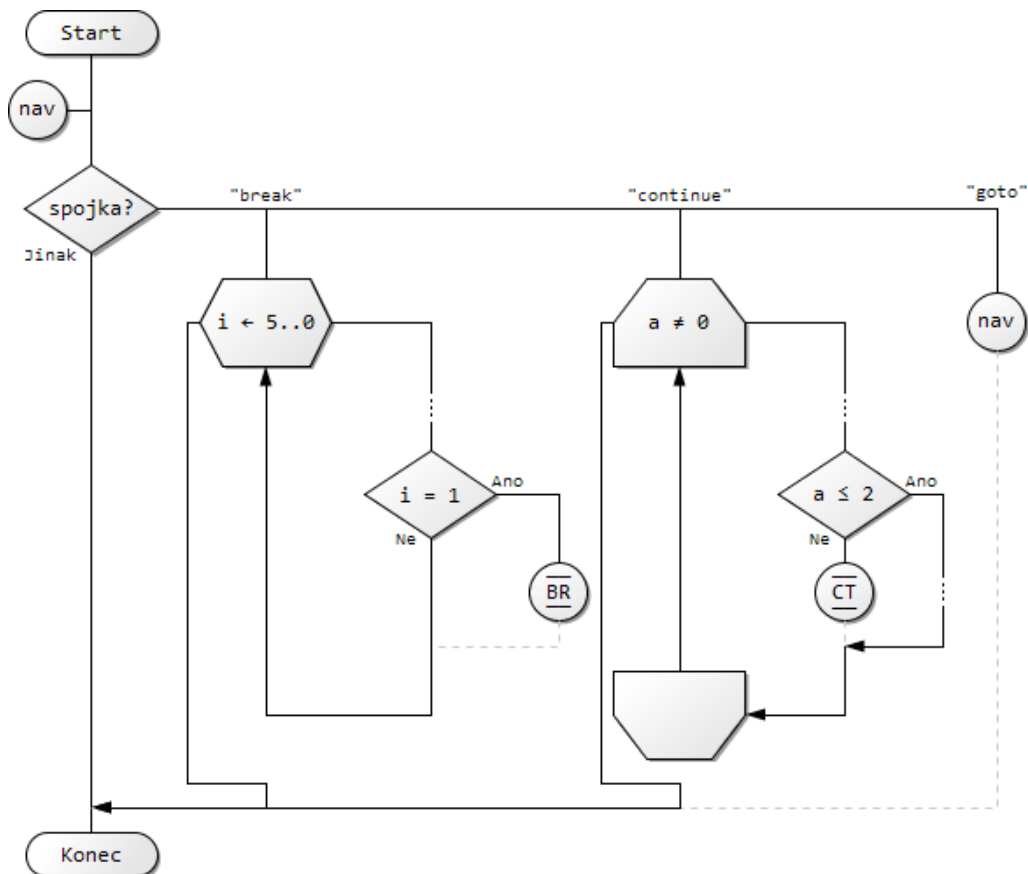 Start
nav
spojka?
"break"
"continue"
"goto"
Jinak
i ← 5..0
a ≠ 0
nav
i = 1
Ano
Ne
a ≤ 2
Ano
Ne
BR
CT
Konec